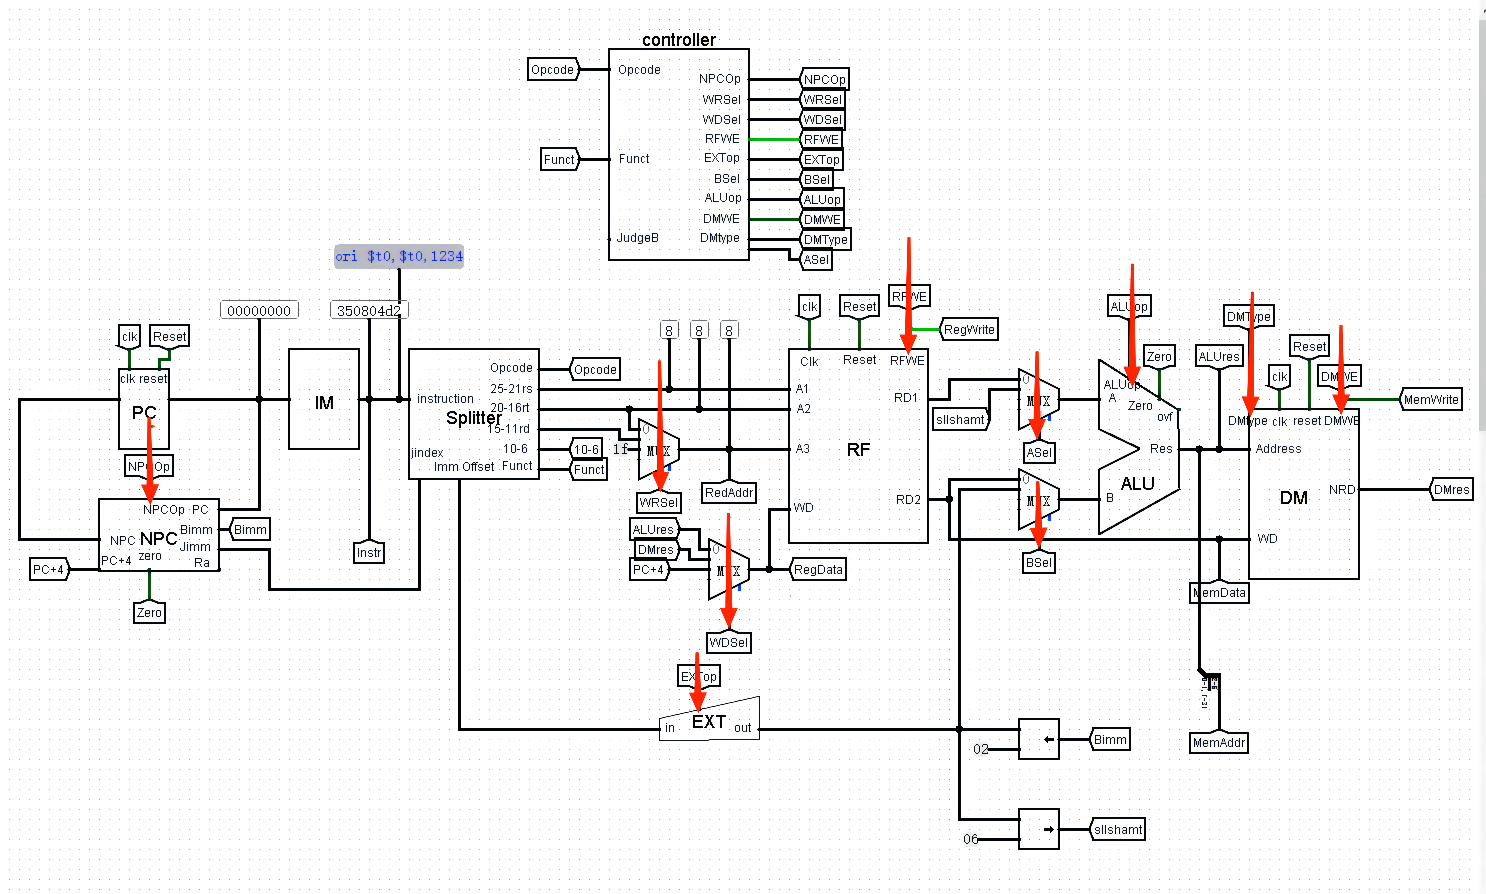 controller
Opcode
Opcode
NPCOp
NPCOp
WRSel
WRSel
WDSel
WDSel
RFWE
RFWE
Funct
Funct
EXTop
EXTop
BSel
BSel
ALUop
ALUop
DMWE
DMWE
JudgeB
DMtype
DMType
ASel
ori $t0,$t0,1234
00000000
350804d2
clk
Reset
clk reset
PC
NPCOp
NPCOp PC
NPC
NPC
Bimm
Bimm
Jimm
zero
PC+4
PC+4
Ra
Zero
IM
Instr
instruction
Splitter
Opcode
Opcode
25-21rs
20-16rt
15-11rd
10-6
10-6
jindex
Imm Offset
Funct
Funct
8
8
8
0
1f
MUX
WRSel
RedAddr
ALUres
DMres
PC+4
0
MUX
RegData
WDSel
EXTop
in
EXT
out
clk
Reset
RFWE
RegWrite
Clk
Reset
RFWE
A1
A2
A3
WD
RF
RD1
RD2
sllshamt
0
MUX
ASel
0
MUX
BSel
ALUop
Zero
ALUop
A
Zero
ovf
Res
ALU
B
ALUres
DMType
Reset
clk
DMWE
MemWrite
DMtype clk reset DMWE
Address
NRD
DMres
DM
WD
MemData
MemAddr
02
Bimm
06
sllshamt